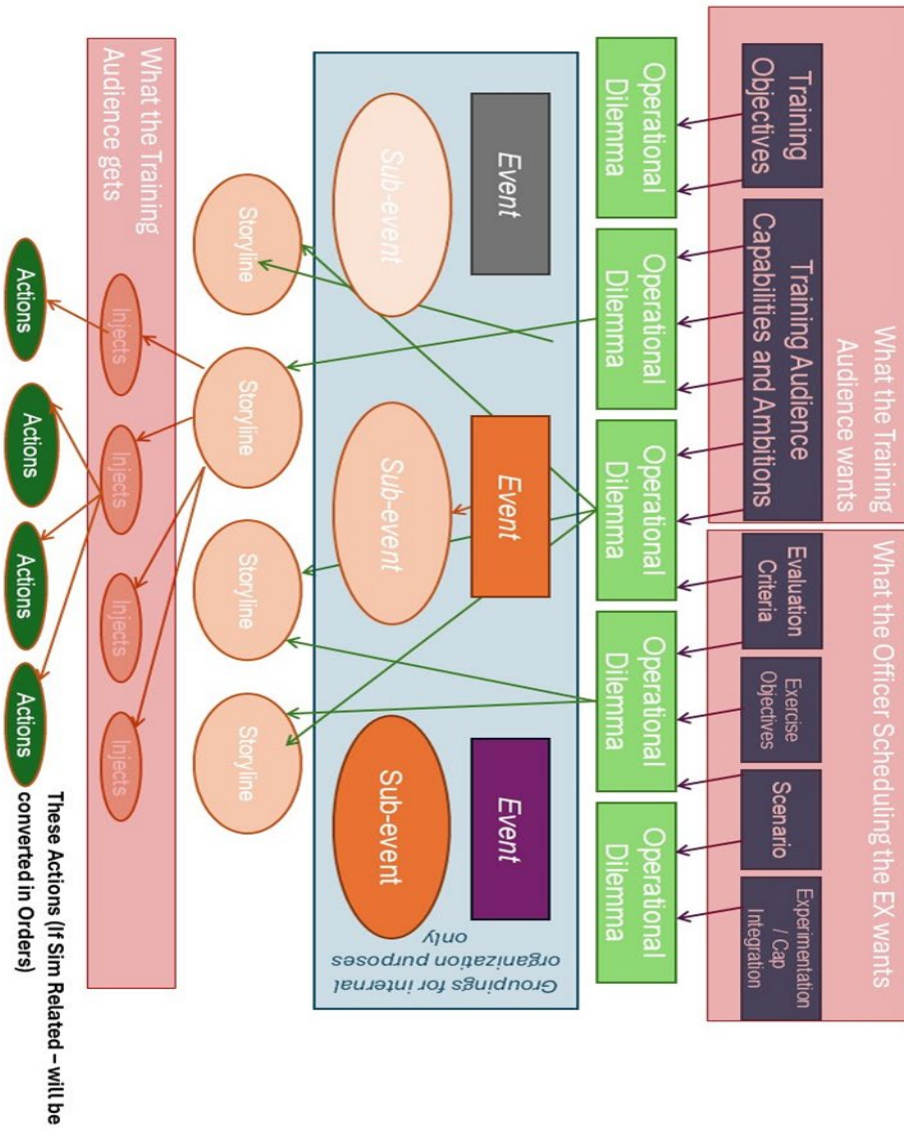 What the Training
Audience wants
What the Officer Scheduling the EX wants
Training
Objectives
Training Audience
Capabilities and Ambitions
Evaluation
Criteria
Exercise
Objectives
Scenario
Experimentation
/ Cap
Integration
Operational
Dilemma
Operational
Dilemma
Operational
Dilemma
Operational
Dilemma
Operational
Dilemma
Event
Event
Event
Sub-event
Sub-event
Sub-event
Groupings for internal
organization purposes
only
Storyline
Storyline
Storyline
Storyline
What the Training
Audience gets
Injects
Injects
Injects
Injects
Actions
Actions
Actions
Actions
These Actions (If Sim Related – will be
converted in Orders)